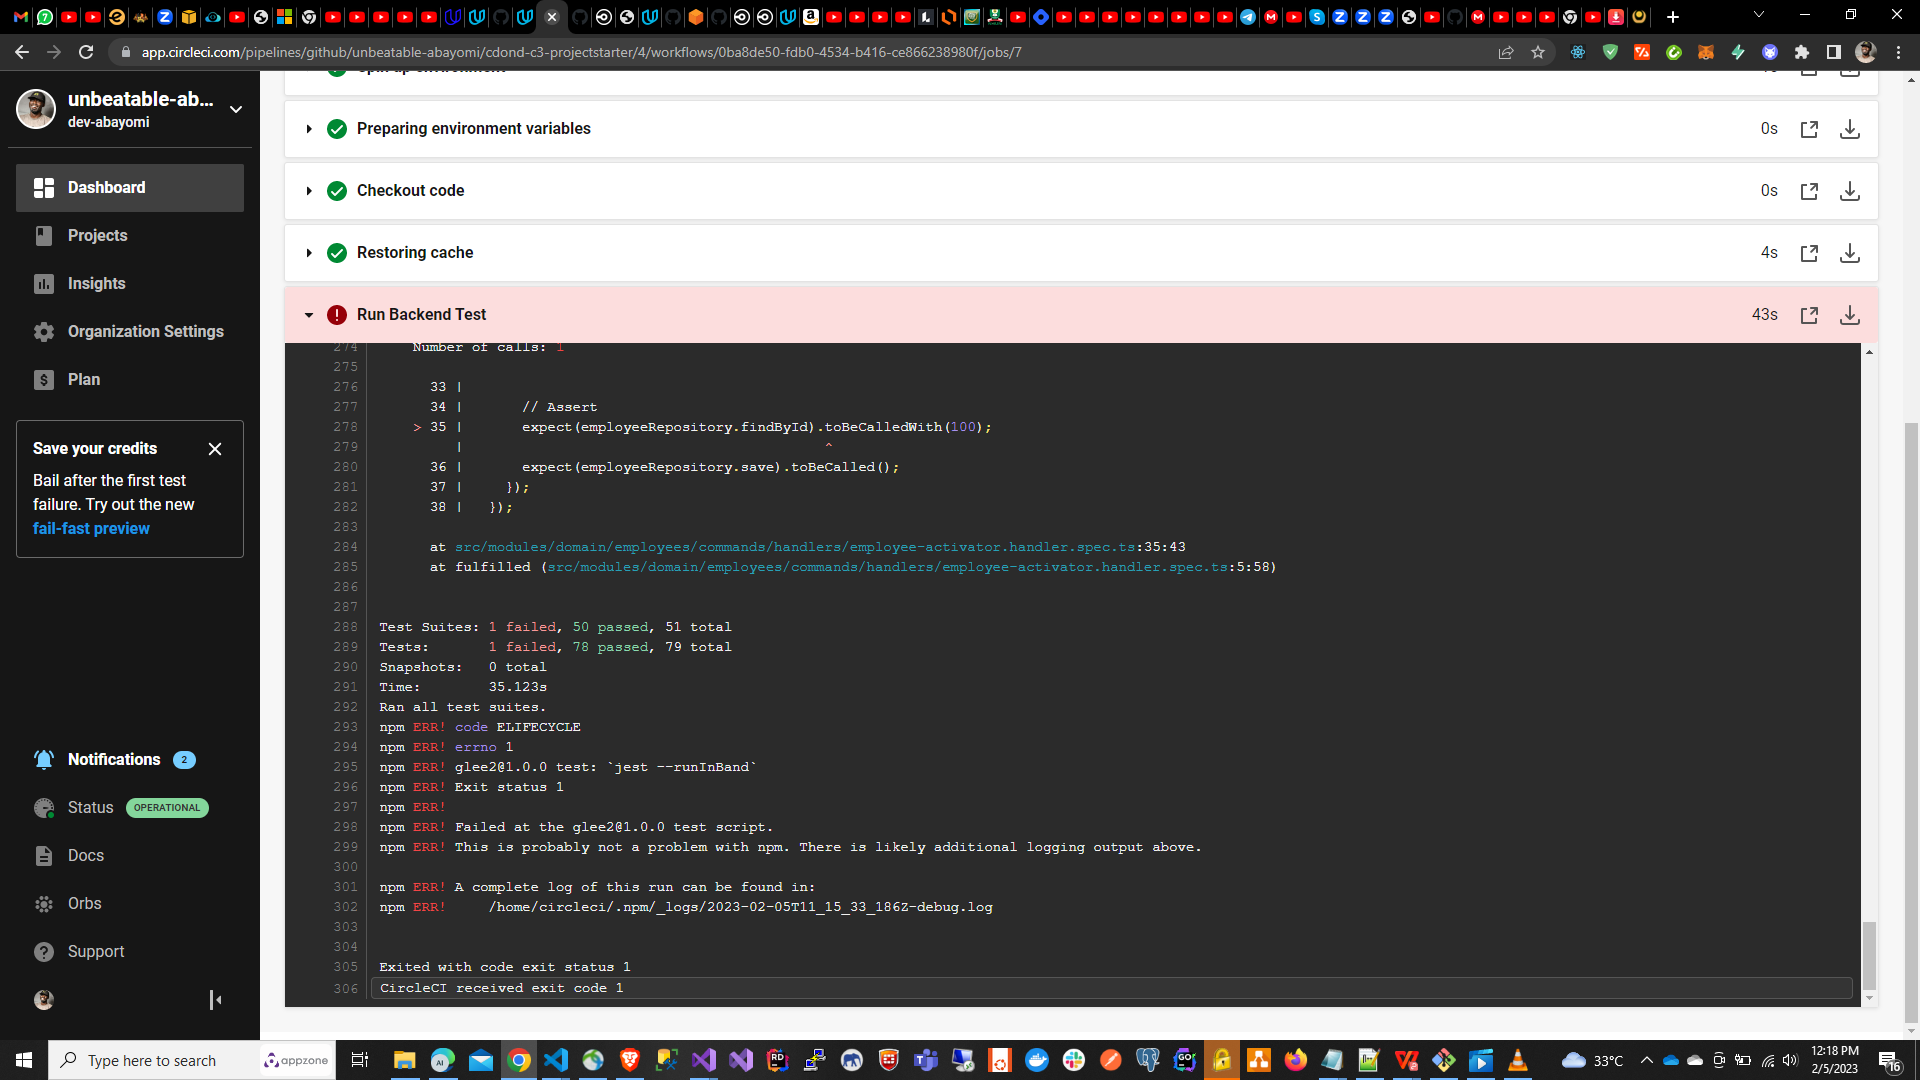 app.circleci.com/pipelines/github/unbeatable-abayomi/cdond-c3-projectstarter/4/workflows/0ba8de50-fdb0-4534-b416-ce866238980f/jobs/7
unbeatable-ab...
dev-abayomi
Dashboard
Projects
Insights
Organization Settings
Plan
Save your credits
Bail after the first test
failure. Try out the new
fail-fast preview
Notifications 2
Status OPERATIONAL
Docs
Orbs
Support
Spin up environment
Preparing environment variables 0s
Checkout code 0s
Restoring cache 4s
Run Backend Test 43s
274 Number of calls: 1
275
276 33 |
277 34 | // Assert
278 > 35 | expect(employeeRepository.findById).toBeCalledWith(100);
279 | ^
280 36 | expect(employeeRepository.save).toBeCalled();
281 37 | });
282 38 | });
283
284 at src/modules/domain/employees/commands/handlers/employee-activator.handler.spec.ts:35:43
285 at fulfilled (src/modules/domain/employees/commands/handlers/employee-activator.handler.spec.ts:5:58)
286
287
288 Test Suites: 1 failed, 50 passed, 51 total
289 Tests: 1 failed, 78 passed, 79 total
290 Snapshots: 0 total
291 Time: 35.123s
292 Ran all test suites.
293 npm ERR! code ELIFECYCLE
294 npm ERR! errno 1
295 npm ERR! glee2@1.0.0 test: `jest --runInBand`
296 npm ERR! Exit status 1
297 npm ERR!
298 npm ERR! Failed at the glee2@1.0.0 test script.
299 npm ERR! This is probably not a problem with npm. There is likely additional logging output above.
300
301 npm ERR! A complete log of this run can be found in:
302 npm ERR! /home/circleci/.npm/_logs/2023-02-05T11_15_33_186Z-debug.log
303
304
305 Exited with code exit status 1
306 CircleCI received exit code 1
Type here to search
appzone
33°C
12:18 PM
2/5/2023
16